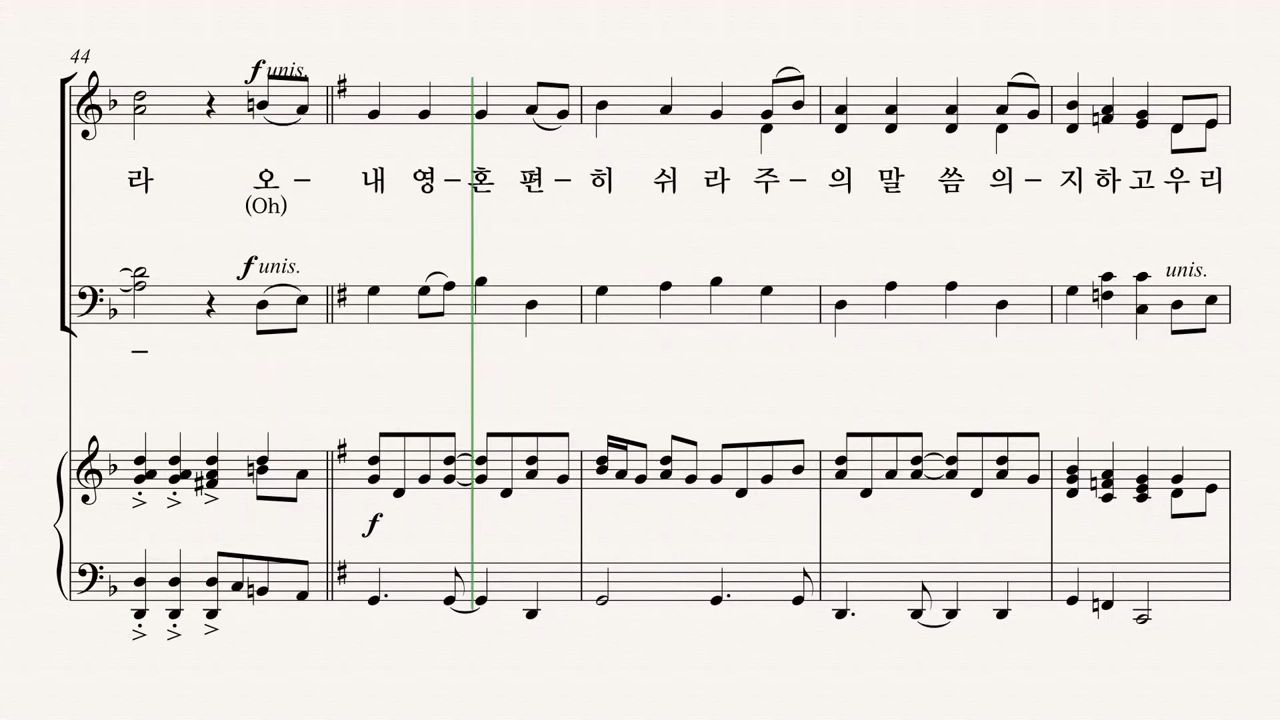 44
f unis.
라 오 – 내 영 – 혼 편 – 히 쉬 라 주 – 의 말 씀 의 – 지 하 고 우 리
(Oh)
f unis.
unis.
–
f